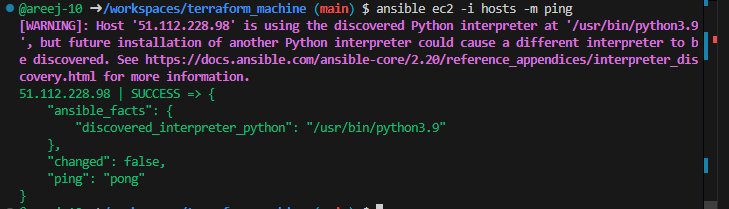 @areej-10 ➜/workspaces/terraform_machine (main) $ ansible ec2 -i hosts -m ping
[WARNING]: Host '51.112.228.98' is using the discovered Python interpreter at '/usr/bin/python3.9
', but future installation of another Python interpreter could cause a different interpreter to b
e discovered. See https://docs.ansible.com/ansible-core/2.20/reference_appendices/interpreter_dis
covery.html for more information.
51.112.228.98 | SUCCESS => {
    "ansible_facts": {
        "discovered_interpreter_python": "/usr/bin/python3.9"
    },
    "changed": false,
    "ping": "pong"
}